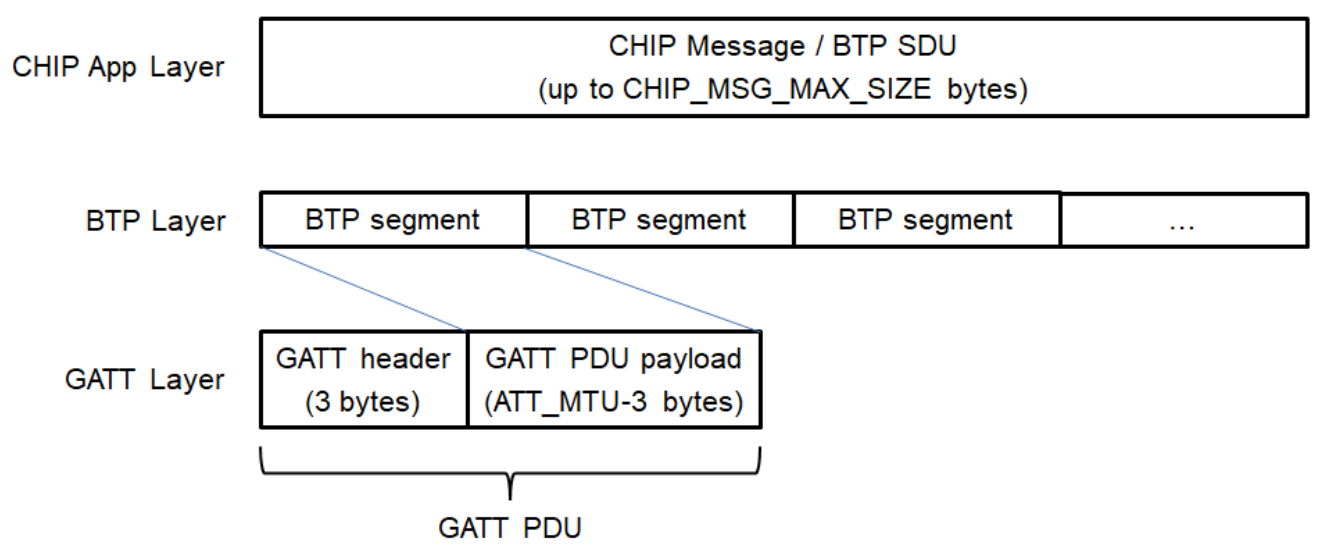 CHIP App Layer
CHIP Message / BTP SDU
(up to CHIP_MSG_MAX_SIZE bytes)
BTP Layer
BTP segment
BTP segment
BTP segment
...
GATT Layer
GATT header
(3 bytes)
GATT PDU payload
(ATT_MTU-3 bytes)
GATT PDU